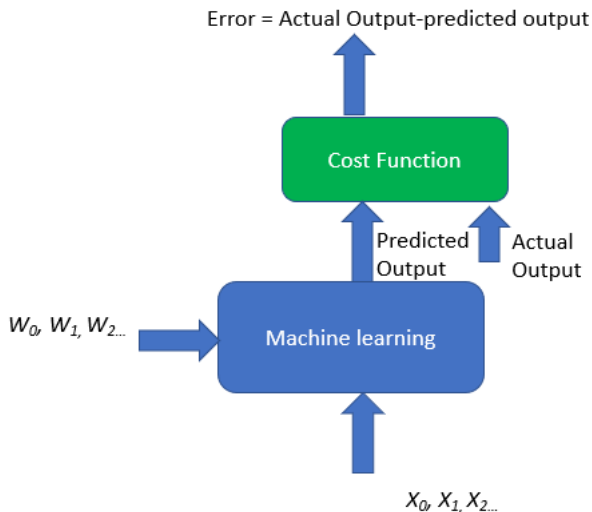 Error = Actual Output-predicted output
Cost Function
Predicted
Output
Actual
Output
W₀, W₁, W₂...
Machine learning
X₀, X₁, X₂...